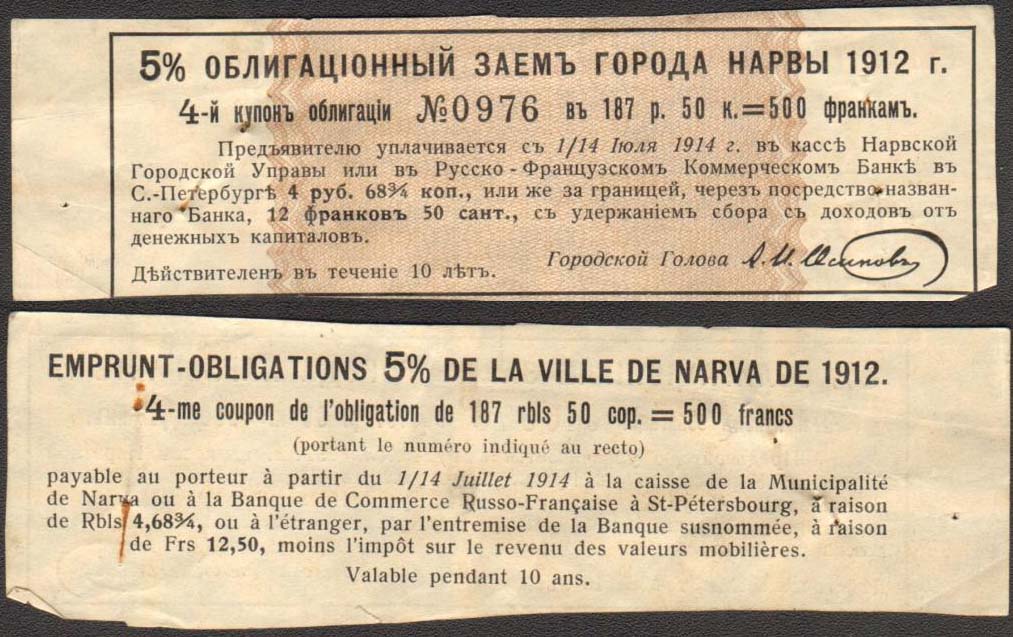 5% ОБЛИГАЦІОННЫЙ ЗАЕМЪ ГОРОДА НАРВЫ 1912 г.
4-й купонъ облигаціи №0976 въ 187 р. 50 к.=500 франкамъ.
Предъявителю уплачивается съ 1/14 Іюля 1914 г. въ кассѣ Нарвской
Городской Управы или въ Русско-Французскомъ Коммерческомъ Банкѣ въ
С.-Петербургѣ 4 руб. 68¾ коп., или же за границей, черезъ посредство назван-
наго Банка, 12 франковъ 50 сант., съ удержаніемъ сбора съ доходовъ отъ
денежныхъ капиталовъ.
Городской Голова А. И. Осиповъ
Дѣйствителенъ въ теченіе 10 лѣтъ.
EMPRUNT-OBLIGATIONS 5% DE LA VILLE DE NARVA DE 1912.
4-me coupon de l'obligation de 187 rbls 50 cop. = 500 francs
(portant le numéro indiqué au recto)
payable au porteur à partir du 1/14 Juillet 1914 à la caisse de la Municipalité
de Narva ou à la Banque de Commerce Russo-Française à St-Pétersbourg, à raison
de Rbls 4,68¾, ou à l'étranger, par l'entremise de la Banque susnommée, à raison
de Frs 12,50, moins l'impôt sur le revenu des valeurs mobilières.
Valable pendant 10 ans.